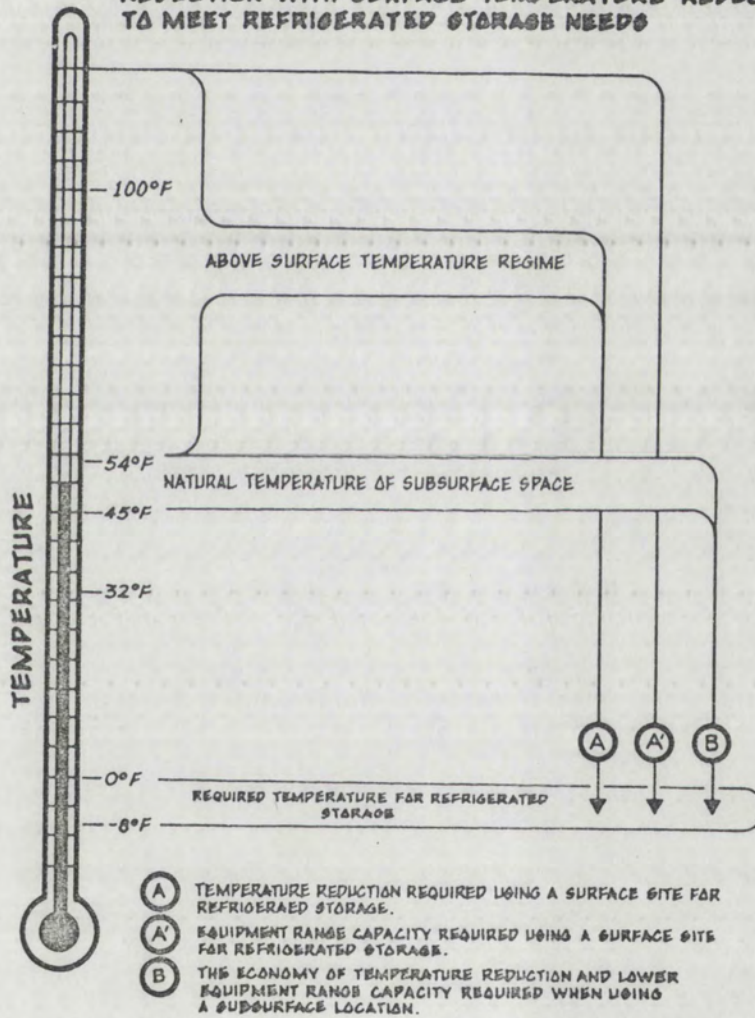 TO MEET REFRIGERATED STORAGE NEEDS
100°F
ABOVE SURFACE TEMPERATURE REGIME
54°F
NATURAL TEMPERATURE OF SUBSURFACE SPACE
45°F
32°F
TEMPERATURE
A A' B
0°F
REQUIRED TEMPERATURE FOR REFRIGERATED
STORAGE
-8°F
A TEMPERATURE REDUCTION REQUIRED USING A SURFACE SITE FOR
REFRIGERAED STORAGE.
A' EQUIPMENT RANGE CAPACITY REQUIRED USING A SURFACE SITE
FOR REFRIGERATED STORAGE.
B THE ECONOMY OF TEMPERATURE REDUCTION AND LOWER
EQUIPMENT RANGE CAPACITY REQUIRED WHEN USING
A SUBSURFACE LOCATION.